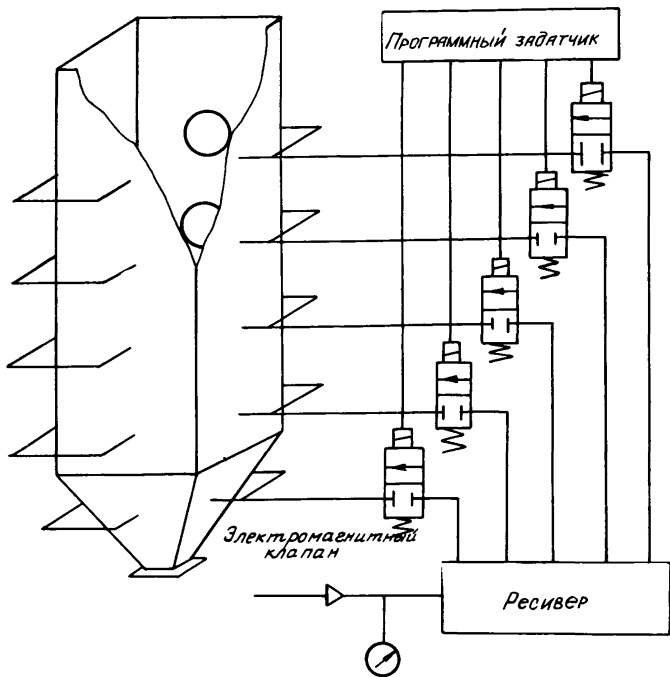 Программный задатчик
Электромагнитный
клапан
Ресивер